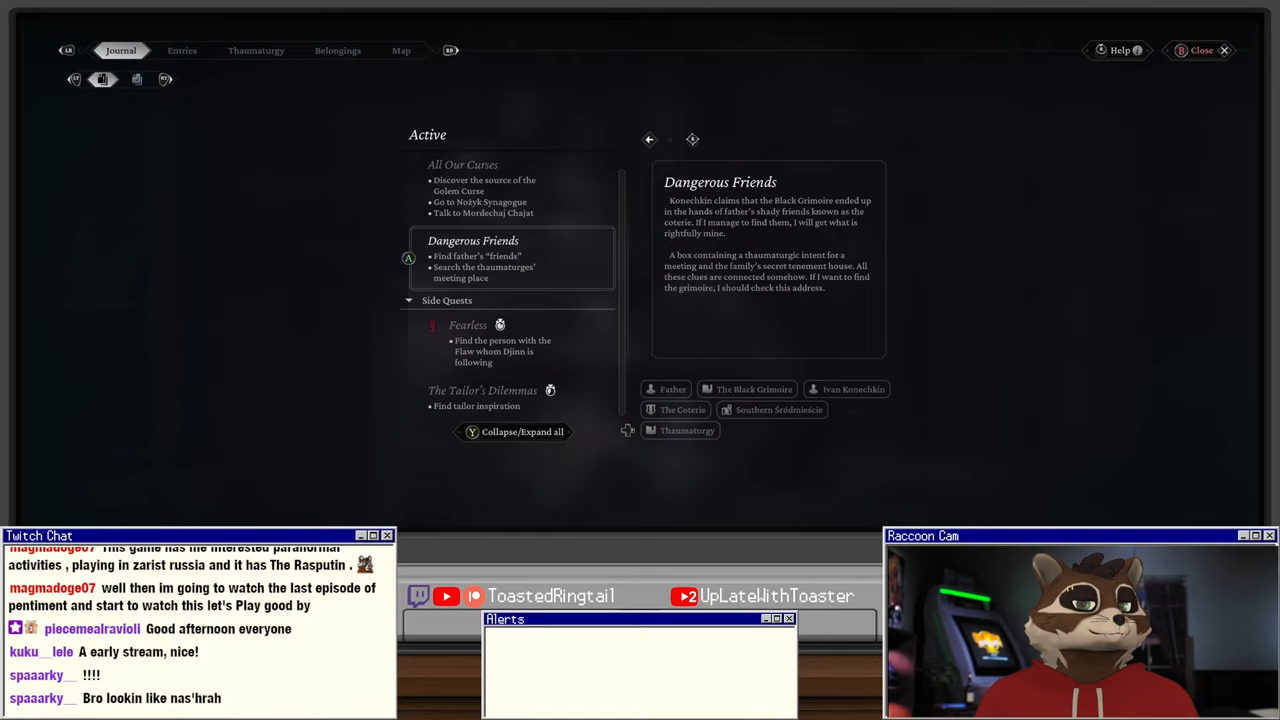 LB
Journal
Entries
Thaumaturgy
Belongings
Map
RB
Help
B Close
LT
RT
Active
All Our Curses
• Discover the source of the
Golem Curse
• Go to Nożyk Synagogue
• Talk to Mordechaj Chajat
A
Dangerous Friends
• Find father's "friends"
• Search the thaumaturges'
meeting place
Side Quests
Fearless
• Find the person with the
Flaw whom Djinn is
following
The Tailor's Dilemmas
• Find tailor inspiration
Y Collapse/Expand all
R
Dangerous Friends
Konechkin claims that the Black Grimoire ended up
in the hands of father's shady friends known as the
coterie. If I manage to find them, I will get what is
rightfully mine.
A box containing a thaumaturgic intent for a
meeting and the family's secret tenement house. All
these clues are connected somehow. If I want to find
the grimoire, I should check this address.
Father
The Black Grimoire
Ivan Konechkin
The Coterie
Southern Śródmieście
Thaumaturgy
Twitch Chat
magmadoge07 This game has me interested paranormal
activities , playing in zarist russia and it has The Rasputin .
magmadoge07 well then im going to watch the last episode of
pentiment and start to watch this let's Play good by
piecemealravioli Good afternoon everyone
kuku__lele A early stream, nice!
spaaarky__ !!!!
spaaarky__ Bro lookin like nas'hrah
ToastedRingtail
2 UpLateWithToaster
Alerts
Raccoon Cam